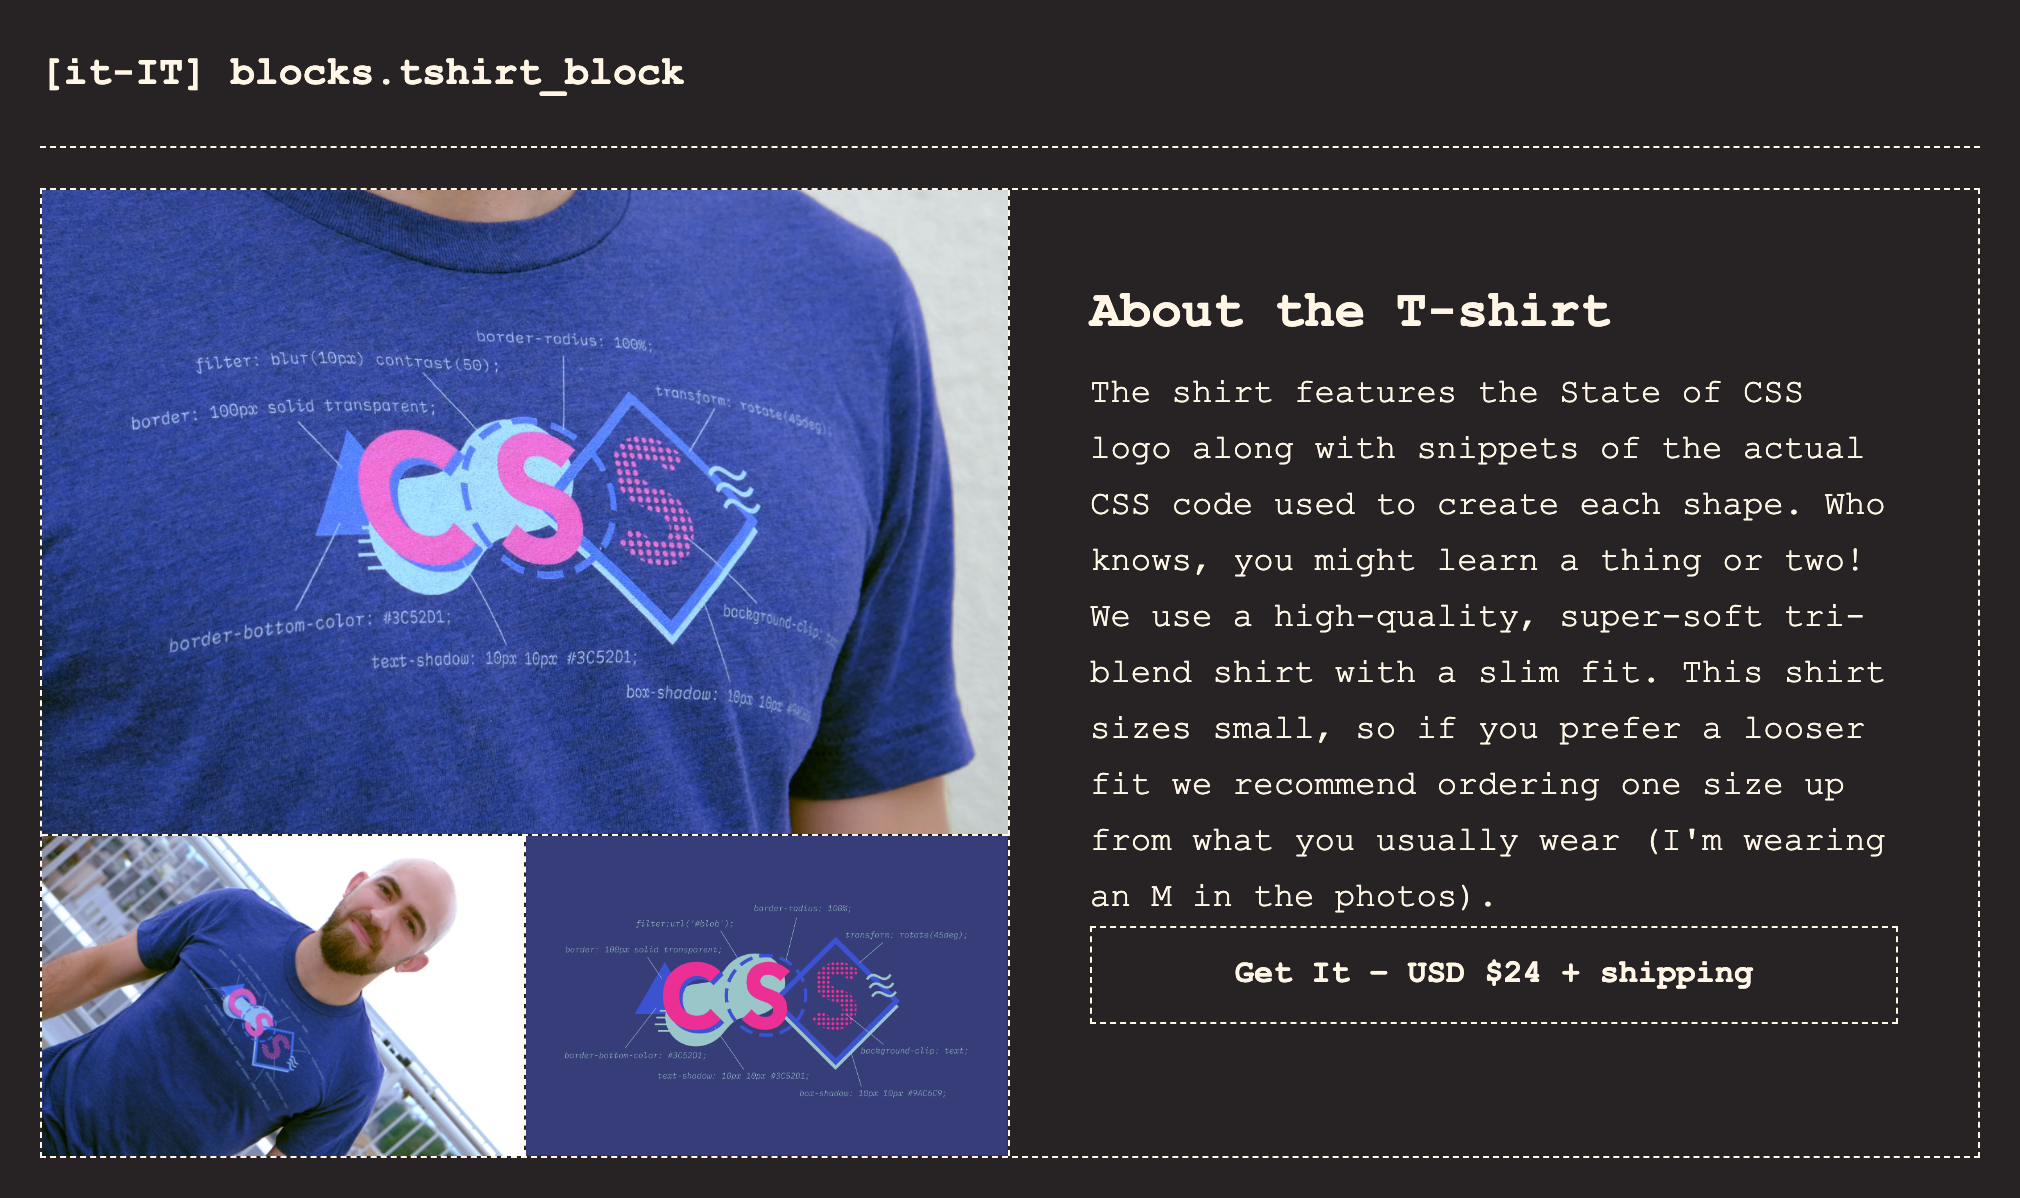 [it-IT] blocks.tshirt_block
border-radius: 100%;
filter: blur(10px) contrast(50);
transform: rotate(45deg);
border: 100px solid transparent;
CSS
border-bottom-color: #3C52D1;
background-clip:
text-shadow: 10px 10px #3C52D1;
box-shadow: 10px 10px
CSS
border-radius: 100%;
filter:url('#blob');
transform: rotate(45deg);
border: 100px solid transparent;
CSS
border-bottom-color: #3C52D1;
background-clip: text;
text-shadow: 10px 10px #3C52D1;
box-shadow: 10px 10px #9AC6C9;
About the T-shirt
The shirt features the State of CSS
logo along with snippets of the actual
CSS code used to create each shape. Who
knows, you might learn a thing or two!
We use a high-quality, super-soft tri-
blend shirt with a slim fit. This shirt
sizes small, so if you prefer a looser
fit we recommend ordering one size up
from what you usually wear (I'm wearing
an M in the photos).
Get It – USD $24 + shipping